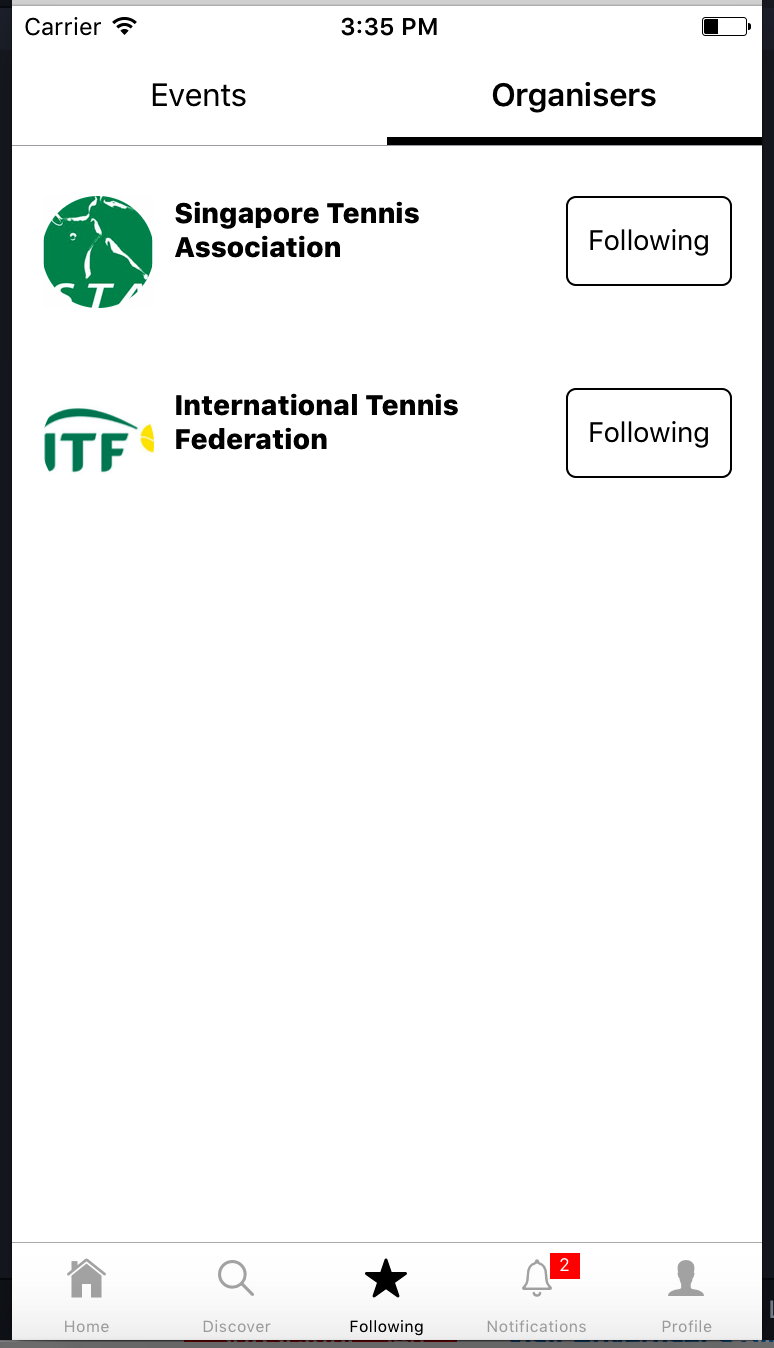 Carrier 3:35 PM
Events Organisers
Singapore Tennis
Association
Following
STA
International Tennis
Federation
Following
ITF
2
Home Discover Following Notifications Profile